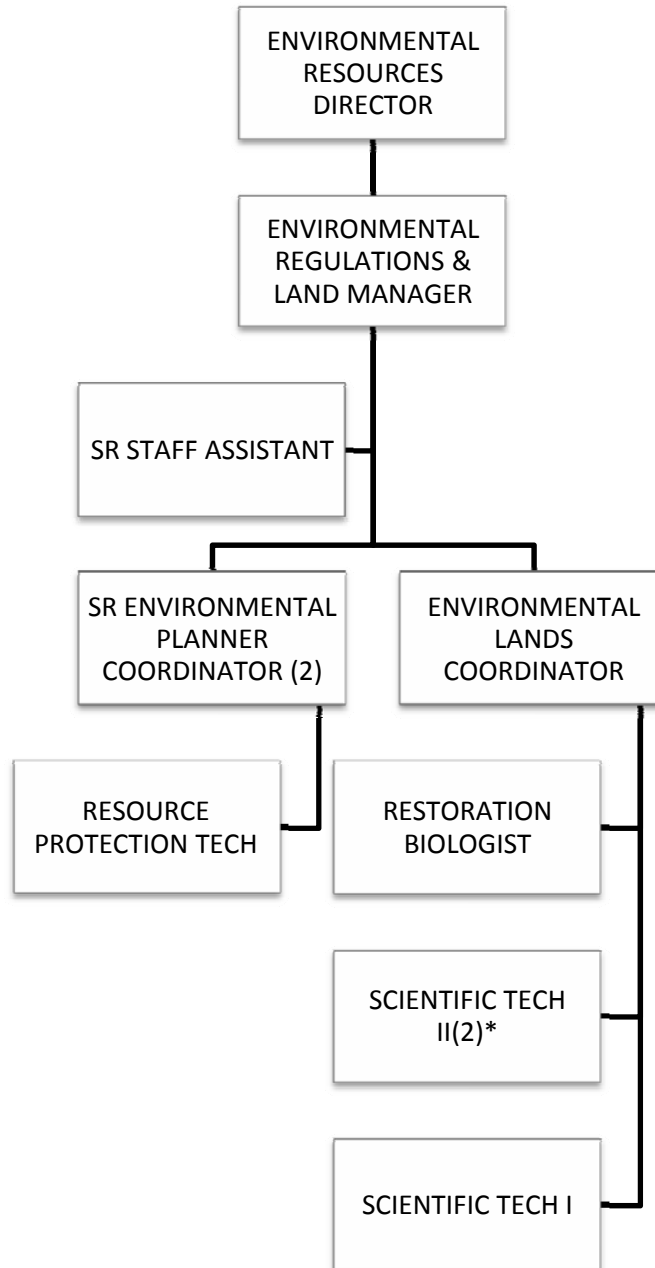 ENVIRONMENTAL
RESOURCES
DIRECTOR
ENVIRONMENTAL
REGULATIONS &
LAND MANAGER
SR STAFF ASSISTANT
SR ENVIRONMENTAL
PLANNER
COORDINATOR (2)
ENVIRONMENTAL
LANDS
COORDINATOR
RESOURCE
PROTECTION TECH
RESTORATION
BIOLOGIST
SCIENTIFIC TECH
II(2)*
SCIENTIFIC TECH I